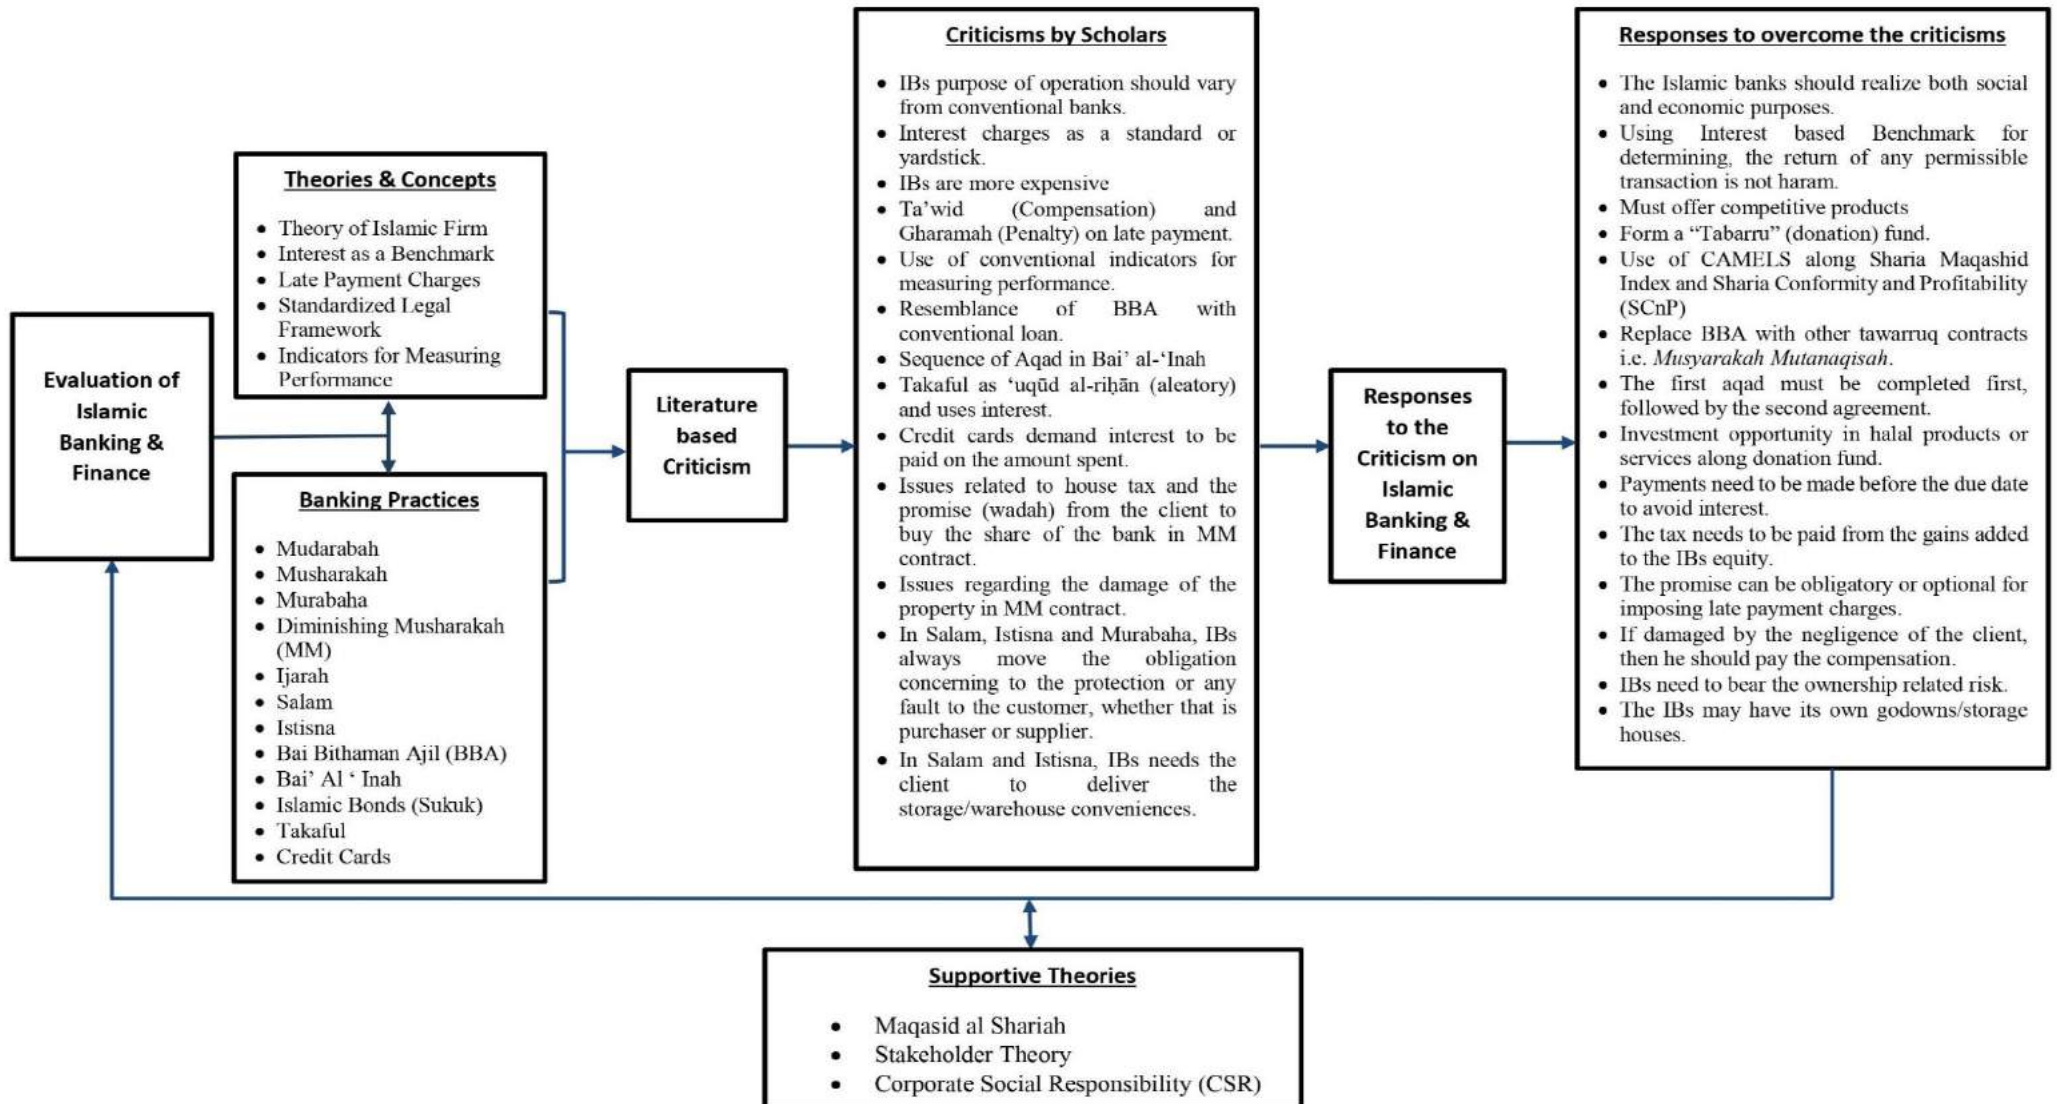 Evaluation of
Islamic
Banking &
Finance
Theories & Concepts
• Theory of Islamic Firm
• Interest as a Benchmark
• Late Payment Charges
• Standardized Legal
Framework
• Indicators for Measuring
Performance
Banking Practices
• Mudarabah
• Musharakah
• Murabaha
• Diminishing Musharakah
(MM)
• Ijarah
• Salam
• Istisna
• Bai Bithaman Ajil (BBA)
• Bai’ Al ‘ Inah
• Islamic Bonds (Sukuk)
• Takaful
• Credit Cards
Literature
based
Criticism
Criticisms by Scholars
• IBs purpose of operation should vary
from conventional banks.
• Interest charges as a standard or
yardstick.
• IBs are more expensive
• Ta’wid (Compensation) and
Gharamah (Penalty) on late payment.
• Use of conventional indicators for
measuring performance.
• Resemblance of BBA with
conventional loan.
• Sequence of Aqad in Bai’ al-‘Inah
• Takaful as ‘uqūd al-riḥān (aleatory)
and uses interest.
• Credit cards demand interest to be
paid on the amount spent.
• Issues related to house tax and the
promise (wadah) from the client to
buy the share of the bank in MM
contract.
• Issues regarding the damage of the
property in MM contract.
• In Salam, Istisna and Murabaha, IBs
always move the obligation
concerning to the protection or any
fault to the customer, whether that is
purchaser or supplier.
• In Salam and Istisna, IBs needs the
client to deliver the
storage/warehouse conveniences.
Responses
to the
Criticism on
Islamic
Banking &
Finance
Responses to overcome the criticisms
• The Islamic banks should realize both social
and economic purposes.
• Using Interest based Benchmark for
determining, the return of any permissible
transaction is not haram.
• Must offer competitive products
• Form a “Tabarru” (donation) fund.
• Use of CAMELS along Sharia Maqashid
Index and Sharia Conformity and Profitability
(SCnP)
• Replace BBA with other tawarruq contracts
i.e. Musyarakah Mutanaqisah.
• The first aqad must be completed first,
followed by the second agreement.
• Investment opportunity in halal products or
services along donation fund.
• Payments need to be made before the due date
to avoid interest.
• The tax needs to be paid from the gains added
to the IBs equity.
• The promise can be obligatory or optional for
imposing late payment charges.
• If damaged by the negligence of the client,
then he should pay the compensation.
• IBs need to bear the ownership related risk.
• The IBs may have its own godowns/storage
houses.
Supportive Theories
• Maqasid al Shariah
• Stakeholder Theory
• Corporate Social Responsibility (CSR)